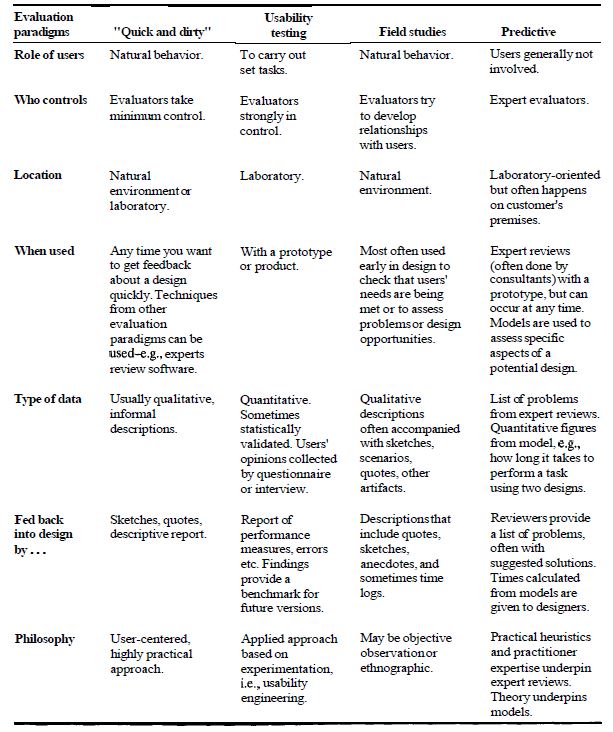 Evaluation paradigms "Quick and dirty" Usability testing Field studies Predictive
Role of users
Natural behavior.
To carry out
set tasks.
Natural behavior.
Users generally not
involved.
Who controls
Evaluators take
minimum control.
Evaluators
strongly in
control.
Evaluators try
to develop
relationships
with users.
Expert evaluators.
Location
Natural
environment or
laboratory.
Laboratory.
Natural
environment.
Laboratory-oriented
but often happens
on customer's
premises.
When used
Any time you want
to get feedback
about a design
quickly. Techniques
from other
evaluation
paradigms can be
used–e.g., experts
review software.
With a prototype
or product.
Most often used
early in design to
check that users'
needs are being
met or to assess
problems or design
opportunities.
Expert reviews
(often done by
consultants) with a
prototype, but can
occur at any time.
Models are used to
assess specific
aspects of a
potential design.
Type of data
Usually qualitative,
informal
descriptions.
Quantitative.
Sometimes
statistically
validated. Users'
opinions collected
by questionnaire
or interview.
Qualitative
descriptions
often accompanied
with sketches,
scenarios,
quotes, other
artifacts.
List of problems
from expert reviews.
Quantitative figures
from model, e.g.,
how long it takes to
perform a task
using two designs.
Fed back
into design
by . . .
Sketches, quotes,
descriptive report.
Report of
performance
measures, errors
etc. Findings
provide a
benchmark for
future versions.
Descriptions that
include quotes,
sketches,
anecdotes, and
sometimes time
logs.
Reviewers provide
a list of problems,
often with
suggested solutions.
Times calculated
from models are
given to designers.
Philosophy
User-centered,
highly practical
approach.
Applied approach
based on
experimentation,
i.e., usability
engineering.
May be objective
observation or
ethnographic.
Practical heuristics
and practitioner
expertise underpin
expert reviews.
Theory underpins
models.